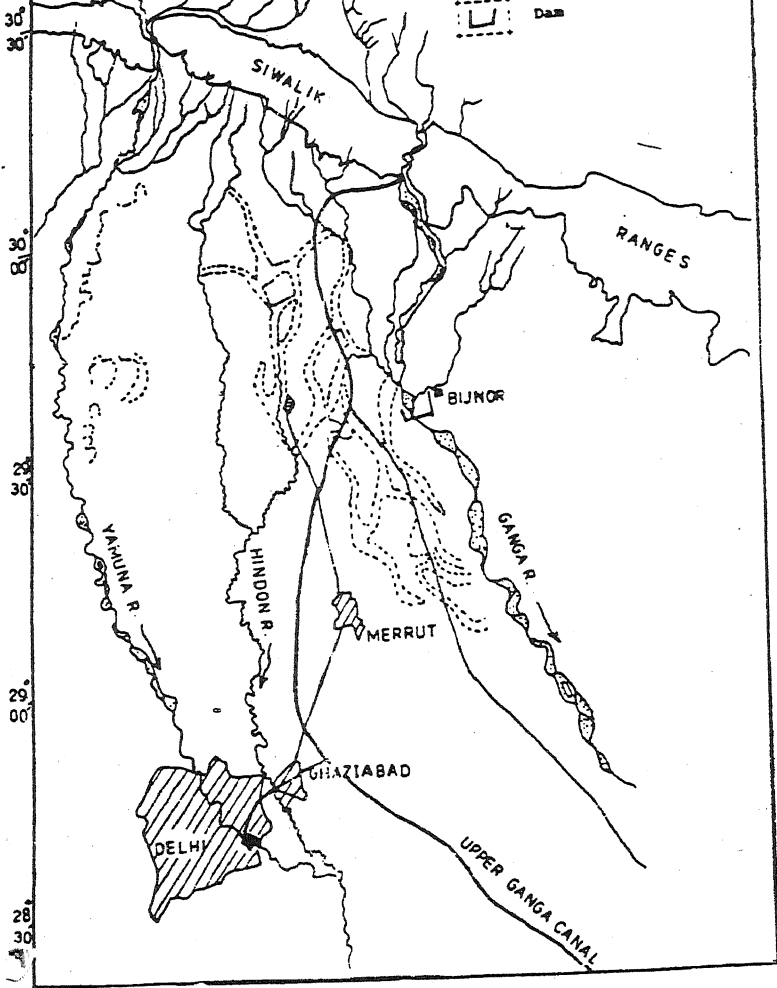 30°
30'
Dam
SIWALIK
30°
00'
RANGES
BIJNOR
29°
30'
YAMUNA R.
HINDON R.
GANGA R.
MERRUT
29°
00'
GHAZIABAD
DELHI
UPPER GANGA CANAL
28°
30'